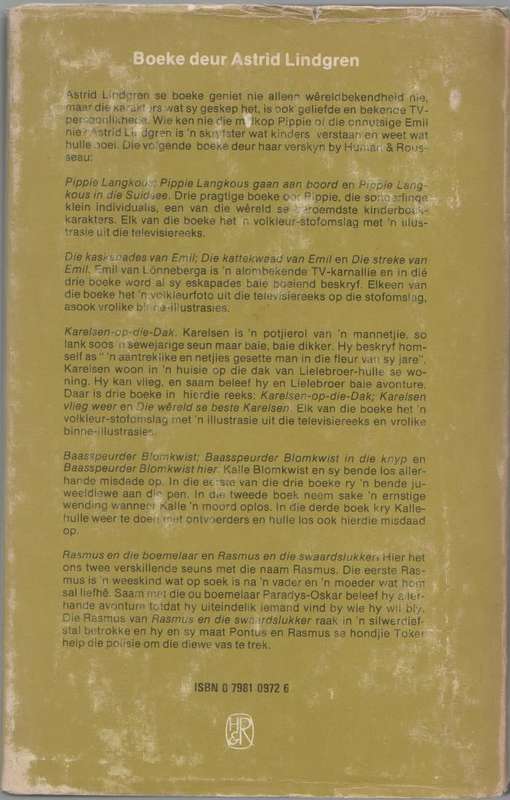 Boeke deur Astrid Lindgren
Astrid Lindgren se boeke geniet nie alleen wêreldbekendheid nie,
maar die karakters wat sy geskep het, is ook geliefde en bekende TV-
persoonlikhede. Wie ken nie die malkop Pippie of die onnutsige Emil
nie? Astrid Lindgren is 'n skryfster wat kinders verstaan en weet wat
hulle boei. Die volgende boeke deur haar verskyn by Human & Rous-
seau:
Pippie Langkous; Pippie Langkous gaan aan boord en Pippie Lang-
kous in die Suidsee. Drie pragtige boeke oor Pippie, die sonderlinge
klein individualis, een van die wêreld se beroemdste kinderboek-
karakters. Elk van die boeke het 'n volkleur-stofomslag met 'n illus-
trasie uit die televisiereeks.
Die kaskenades van Emil; Die kattekwaad van Emil en Die streke van
Emil. Emil van Lönneberga is 'n alombekende TV-karnallie en in dié
drie boeke word al sy eskapades baie boeiend beskryf. Elkeen van
die boeke het 'n volkleurfoto uit die televisiereeks op die stofomslag,
asook vrolike binne-illustrasies.
Karelsen-op-die-Dak. Karelsen is 'n potjierol van 'n mannetjie, so
lank soos 'n sewejarige seun maar baie, baie dikker. Hy beskryf hom-
self as " 'n aantreklike en netjies gesette man in die fleur van sy jare".
Karelsen woon in 'n huisie op die dak van Lielebroer-hulle se wo-
ning. Hy kan vlieg, en saam beleef hy en Lielebroer baie avonture.
Daar is drie boeke in hierdie reeks: Karelsen-op-die-Dak; Karelsen
vlieg weer en Die wêreld se beste Karelsen. Elk van die boeke het 'n
volkleur-stofomslag met 'n illustrasie uit die televisiereeks en vrolike
binne-illustrasies.
Baasspeurder Blomkwist; Baasspeurder Blomkwist in die knyp en
Baasspeurder Blomkwist hier. Kalle Blomkwist en sy bende los aller-
hande misdade op. In die eerste van die drie boeke ry 'n bende ju-
weeldiewe aan die pen. In die tweede boek neem sake 'n ernstige
wending wanneer Kalle 'n moord oplos. In die derde boek kry Kalle-
hulle weer te doen met ontvoerders en hulle los ook hierdie misdaad
op.
Rasmus en die boemelaar en Rasmus en die swaardslukker. Hier het
ons twee verskillende seuns met die naam Rasmus. Die eerste Ras-
mus is 'n weeskind wat op soek is na 'n vader en 'n moeder wat hom
sal liefhê. Saam met die ou boemelaar Paradys-Oskar beleef hy aller-
hande avonture totdat hy uiteindelik iemand vind by wie hy wil bly.
Die Rasmus van Rasmus en die swaardslukker raak in 'n silwerdief-
stal betrokke en hy en sy maat Pontus en Rasmus se hondjie Toker
help die polisie om die diewe vas te trek.
ISBN 0 7981 0972 6
HR
&